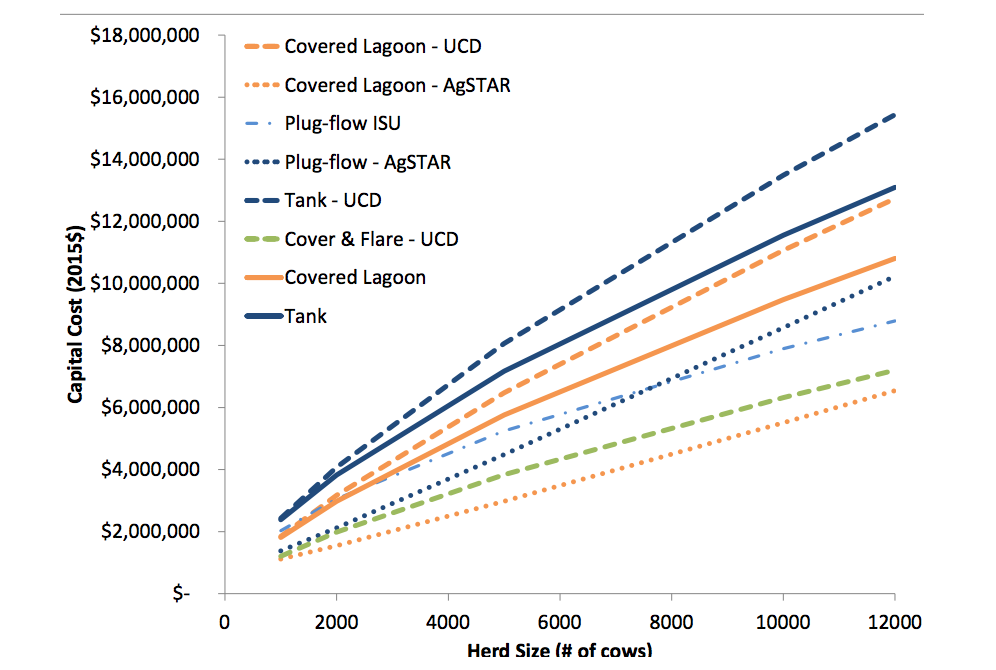 $18,000,000
$16,000,000
$14,000,000
$12,000,000
$10,000,000
$8,000,000
$6,000,000
$4,000,000
$2,000,000
$-
Capital Cost (2015$)
Covered Lagoon - UCD
Covered Lagoon - AgSTAR
Plug-flow ISU
Plug-flow - AgSTAR
Tank - UCD
Cover & Flare - UCD
Covered Lagoon
Tank
0 2000 4000 6000 8000 10000 12000
Herd Size (# of cows)